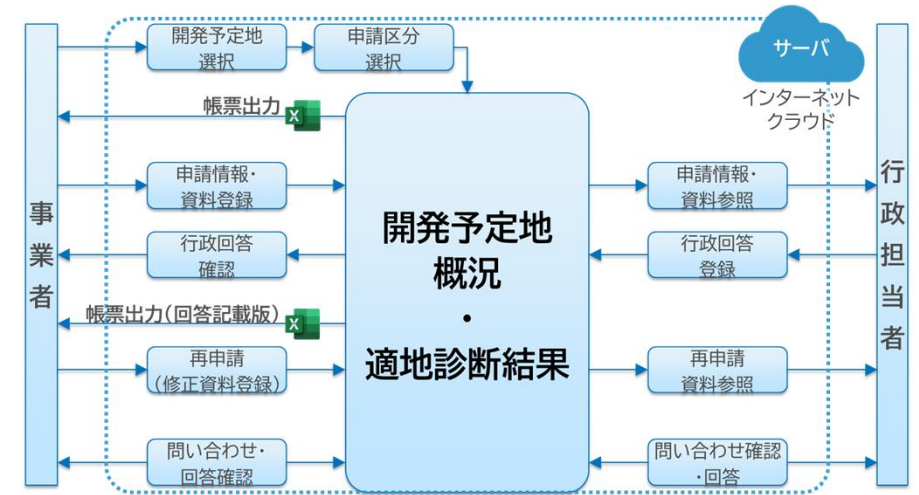 開発予定地
選択
申請区分
選択
サーバ
インターネット
クラウド
帳票出力
申請情報・
資料登録
申請情報・
資料参照
事業者
行政担当者
開発予定地
概況
・
適地診断結果
行政回答
確認
行政回答
登録
帳票出力(回答記載版)
再申請
(修正資料登録)
再申請
資料参照
問い合わせ・
回答確認
問い合わせ確認
・回答